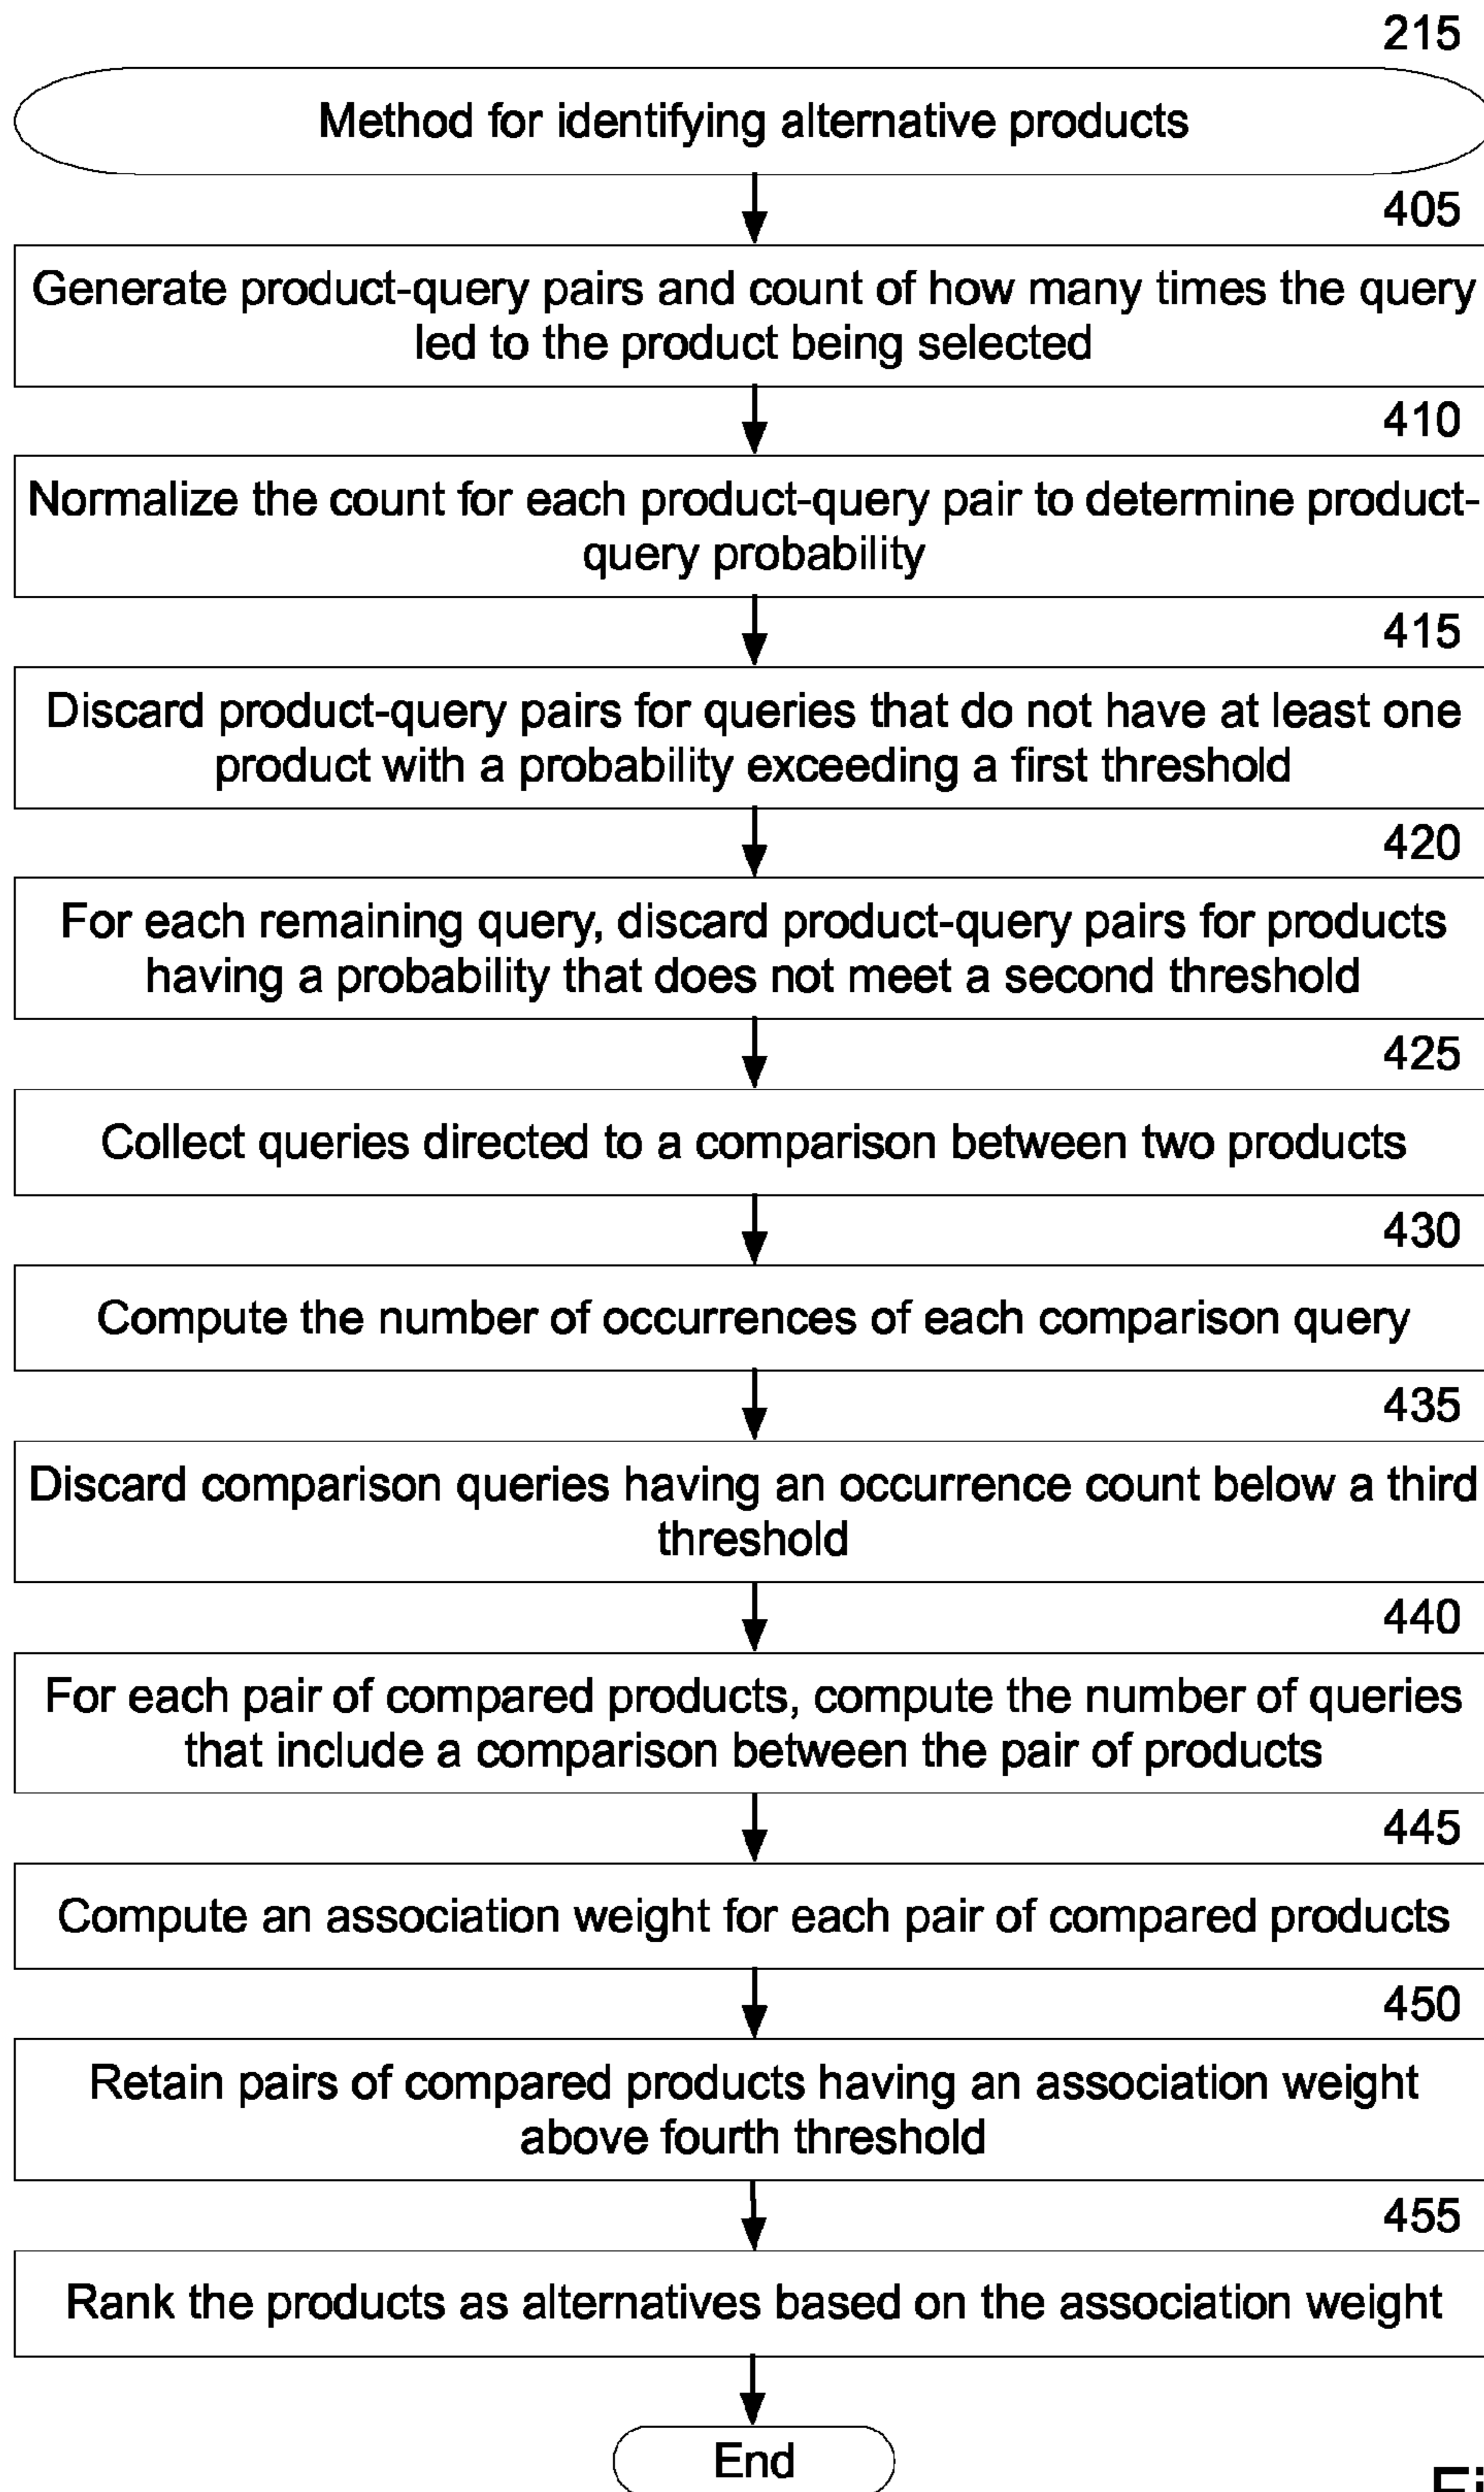 215
Method for identifying alternative products
405
Generate product-query pairs and count of how many times the query
led to the product being selected
410
Normalize the count for each product-query pair to determine product-
query probability
415
Discard product-query pairs for queries that do not have at least one
product with a probability exceeding a first threshold
420
For each remaining query, discard product-query pairs for products
having a probability that does not meet a second threshold
425
Collect queries directed to a comparison between two products
430
Compute the number of occurrences of each comparison query
435
Discard comparison queries having an occurrence count below a third
threshold
440
For each pair of compared products, compute the number of queries
that include a comparison between the pair of products
445
Compute an association weight for each pair of compared products
450
Retain pairs of compared products having an association weight
above fourth threshold
455
Rank the products as alternatives based on the association weight
End